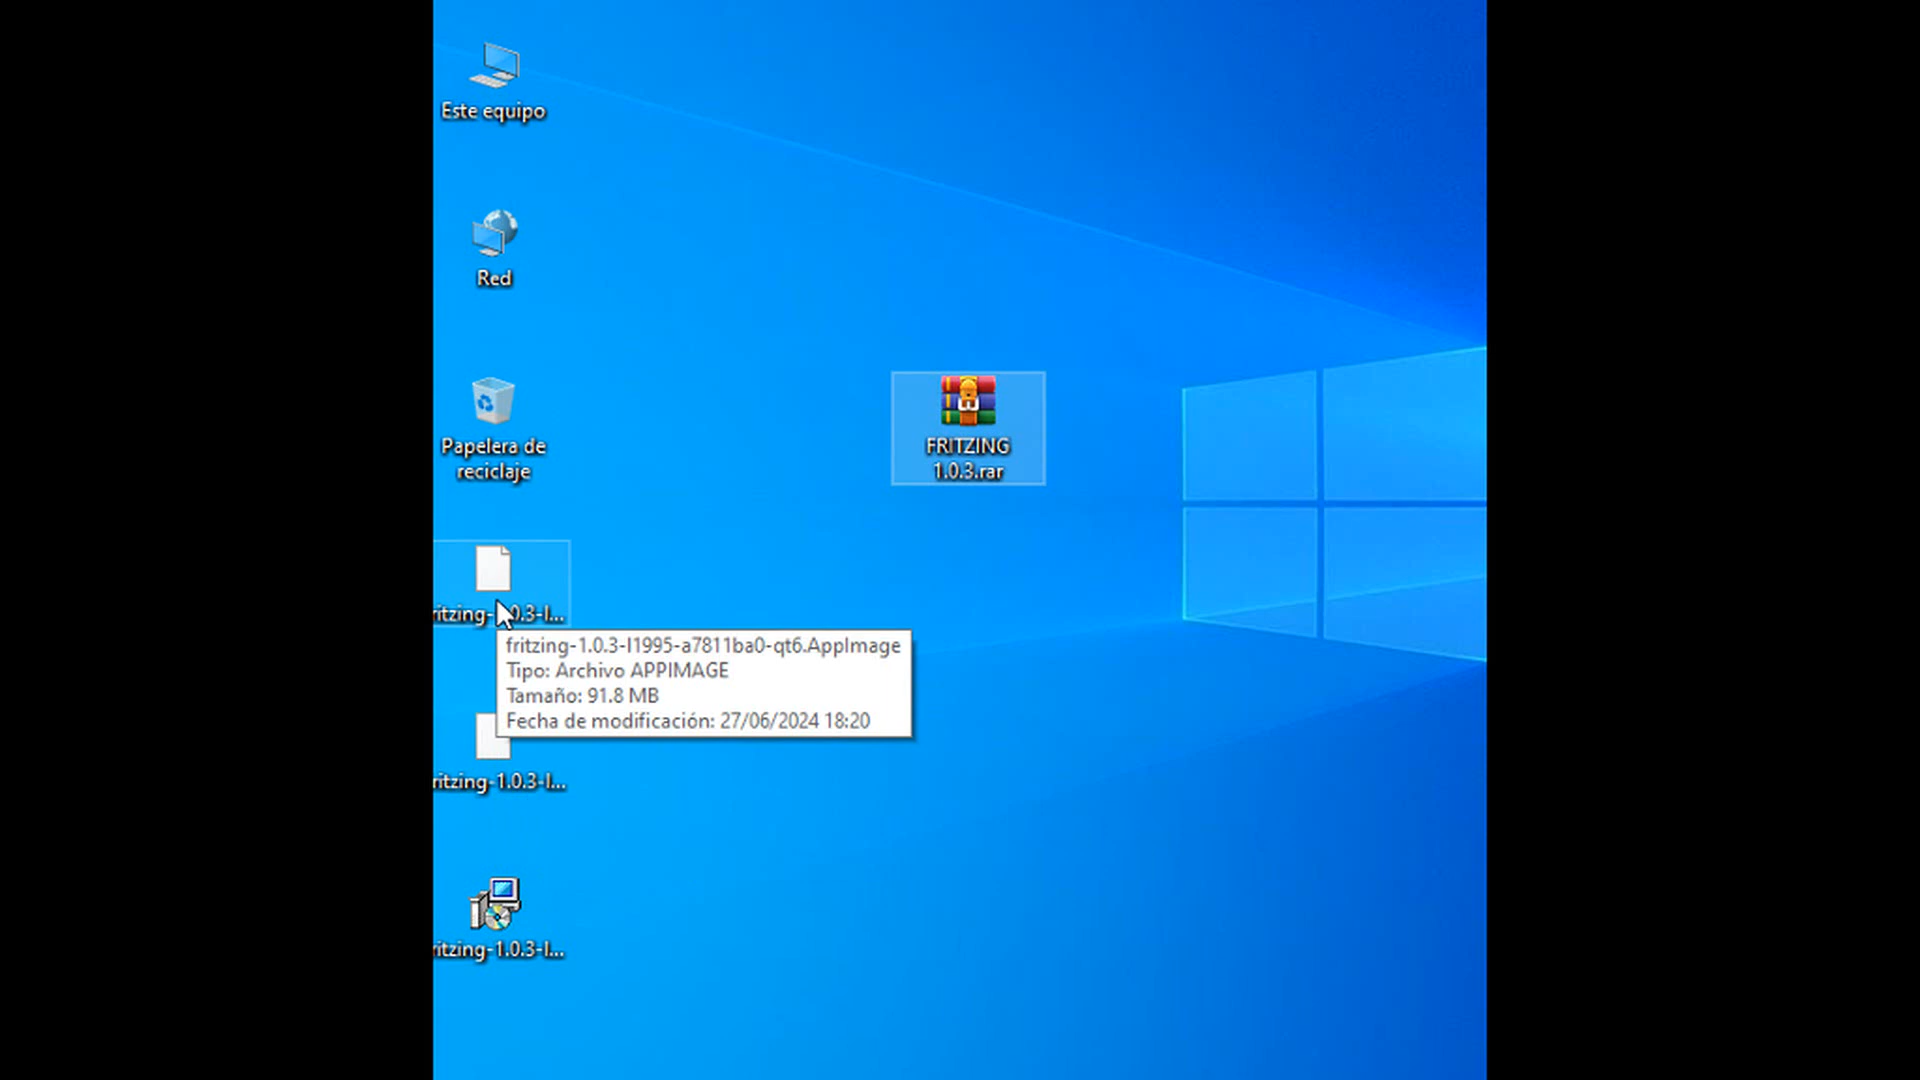 Este equipo
Red
Papelera de
reciclaje
FRITZING
1.0.3.rar
ritzing-1.0.3-l...
fritzing-1.0.3-l1995-a7811ba0-qt6.AppImage
Tipo: Archivo APPIMAGE
Tamaño: 91.8 MB
Fecha de modificación: 27/06/2024 18:20
ritzing-1.0.3-l...
ritzing-1.0.3-l...